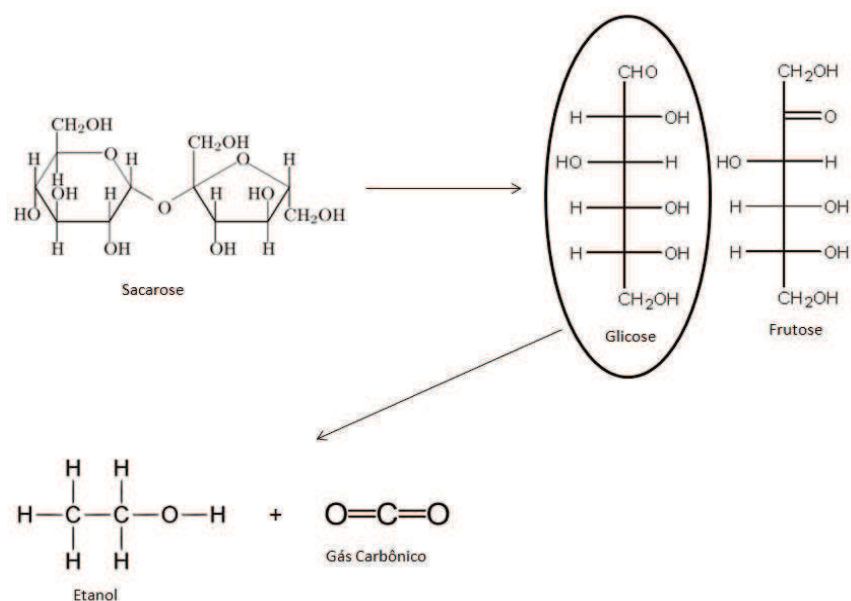 CH₂OH
CH₂OH
H O H O H
H
OH H H HO
HO O CH₂OH
H OH OH H
Sacarose
CHO
H OH
HO H
H OH
H OH
CH₂OH
Glicose
CH₂OH
O
HO H
H OH
H OH
CH₂OH
Frutose
H H
H–C–C–O–H
H H
Etanol
+
O=C=O
Gás Carbônico